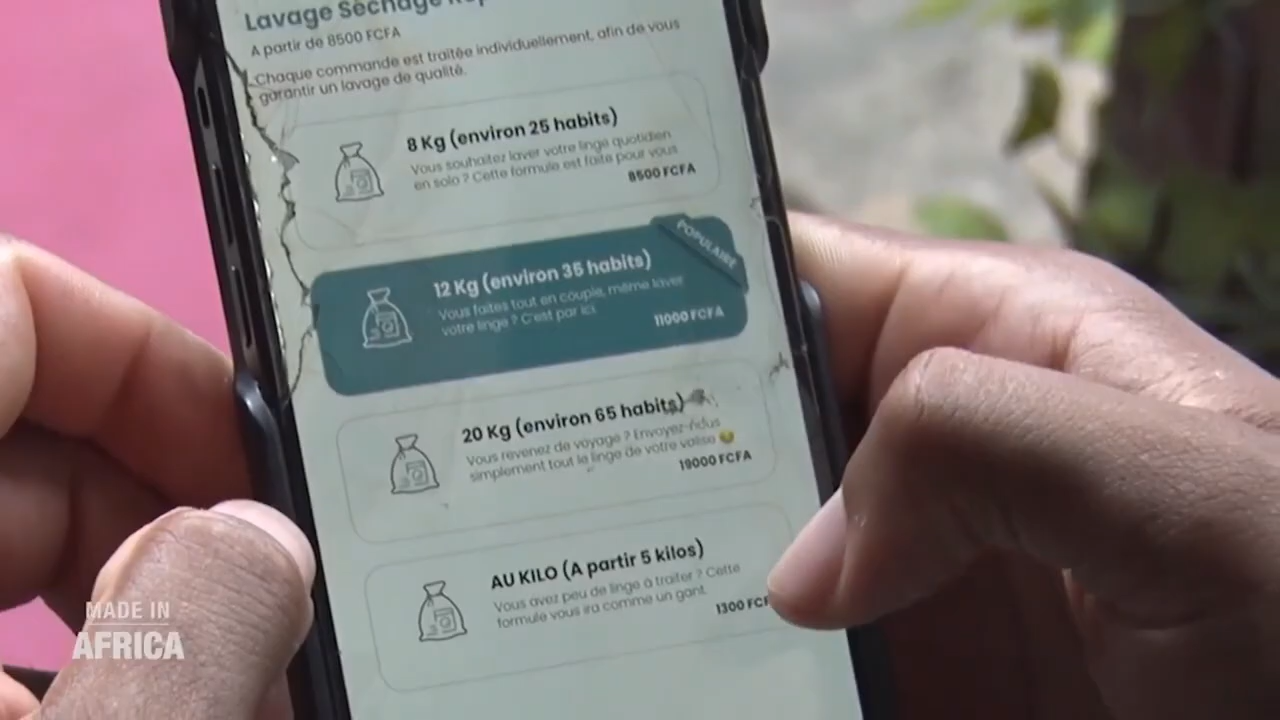 Lavage Séchage
A partir de 8500 FCFA
Chaque commande est traitée individuellement, afin de vous
garantir un lavage de qualité.
8 Kg (environ 25 habits)
Vous souhaitez laver votre linge quotidien
en solo ? Cette formule est faite pour vous
8500 FCFA
POPULAIRE
12 Kg (environ 35 habits)
Vous faites tout en couple, même laver
votre linge ? C'est par ici.
11000 FCFA
20 Kg (environ 65 habits)
Vous revenez de voyage ? Envoyez-nous
simplement tout le linge de votre valise 😉
19000 FCFA
AU KILO (A partir 5 kilos)
Vous avez peu de linge à traiter ? Cette
formule vous ira comme un gant.
1300 FCF
MADE IN
AFRICA